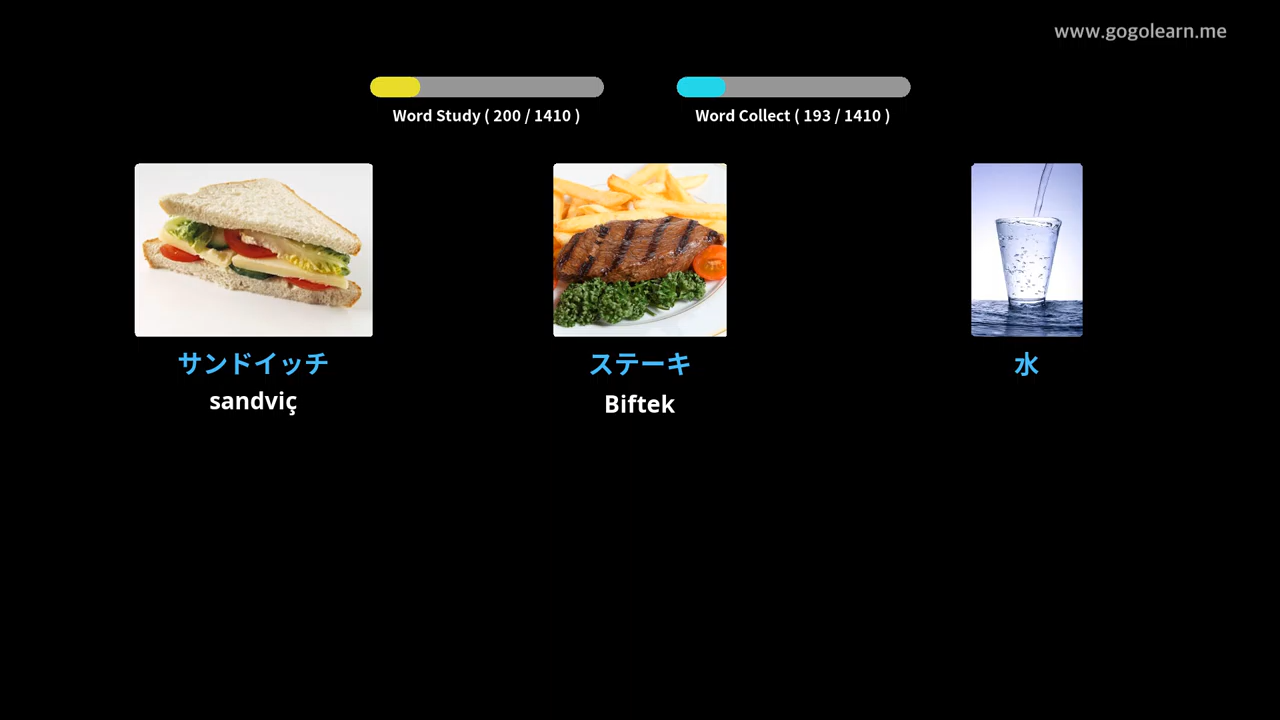 www.gogolearn.me
Word Study ( 200 / 1410 )
Word Collect ( 193 / 1410 )
サンドイッチ
sandviç
ステーキ
Biftek
水